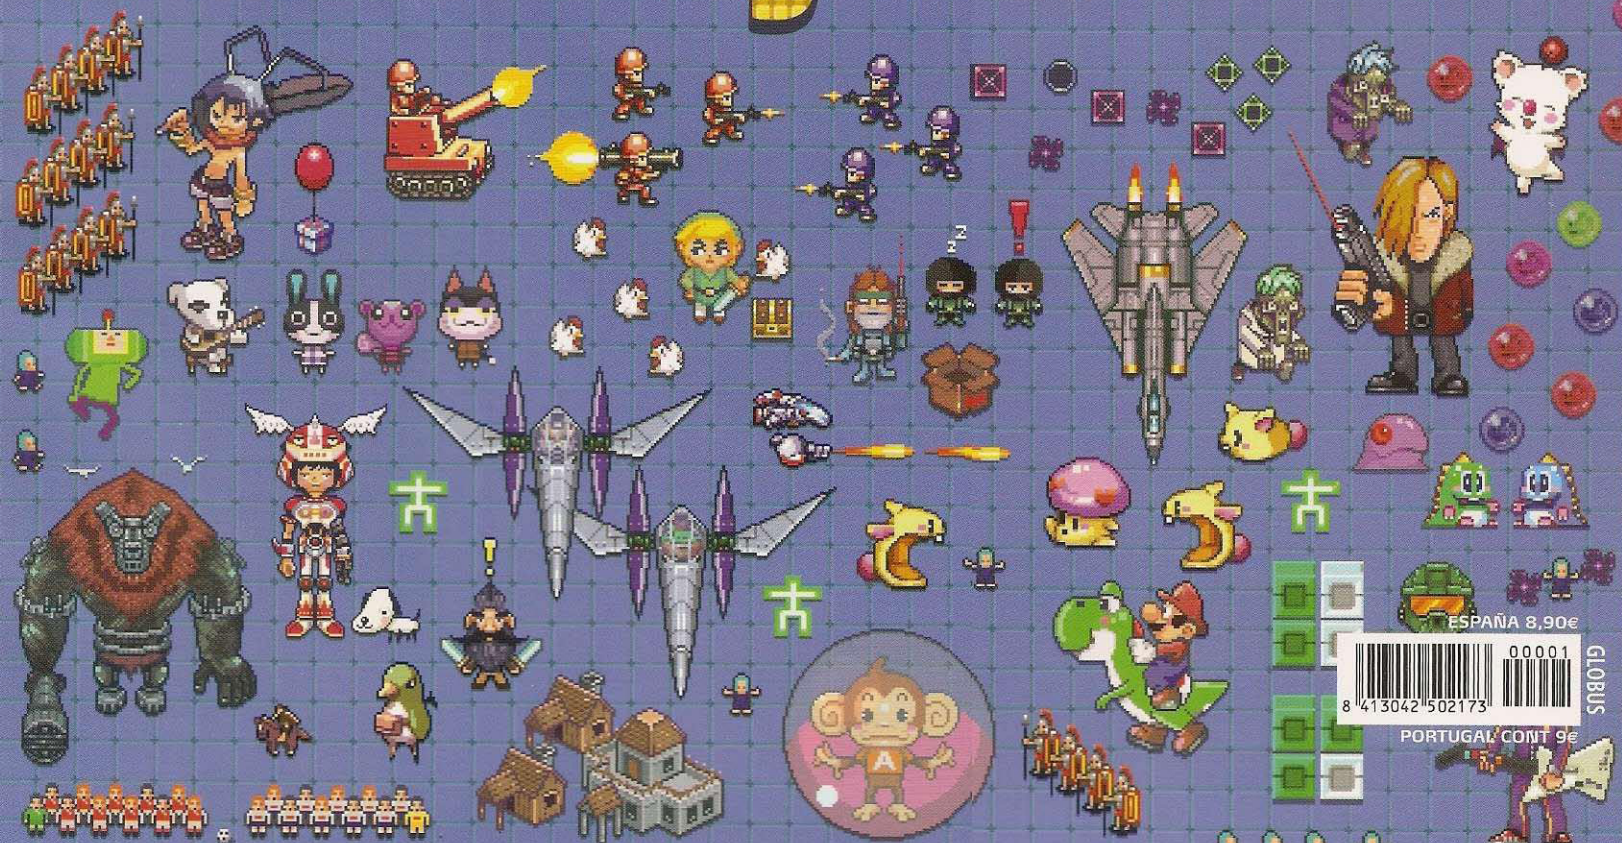 z
z
!
!
A
ESPAÑA 8,90€
00001
GLOBUS
8 413042 502173
PORTUGAL CONT 9€